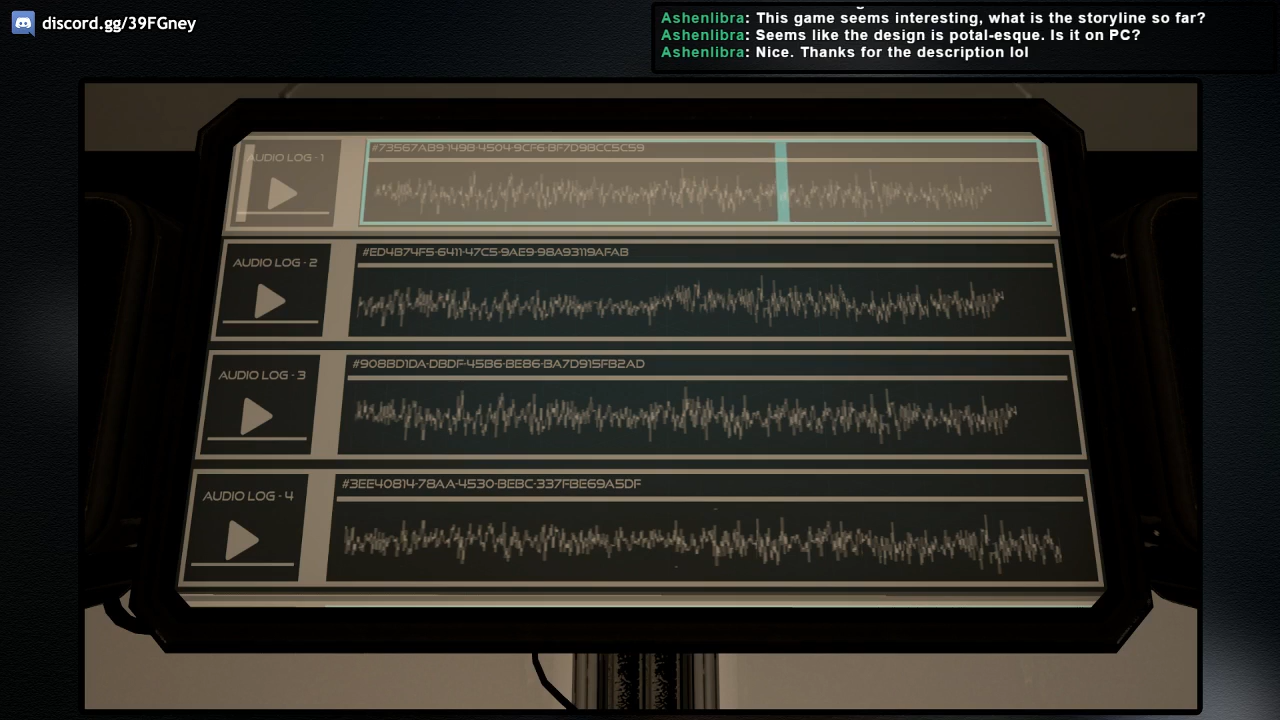 discord.gg/39FGney
Ashenlibra: This game seems interesting, what is the storyline so far?
Ashenlibra: Seems like the design is potal-esque. Is it on PC?
Ashenlibra: Nice. Thanks for the description lol
AUDIO LOG - 1
#73567AB9-149B-4504-9CF6-BF7D98CC5C59
AUDIO LOG - 2
#ED4B74F5-6411-47C5-9AE9-98A93119AFAB
AUDIO LOG - 3
#908BD1DA-DBDF-45B6-BE86-BA7D915FB2AD
AUDIO LOG - 4
#3EE40814-78AA-4530-BEBC-337FBE69A5DF